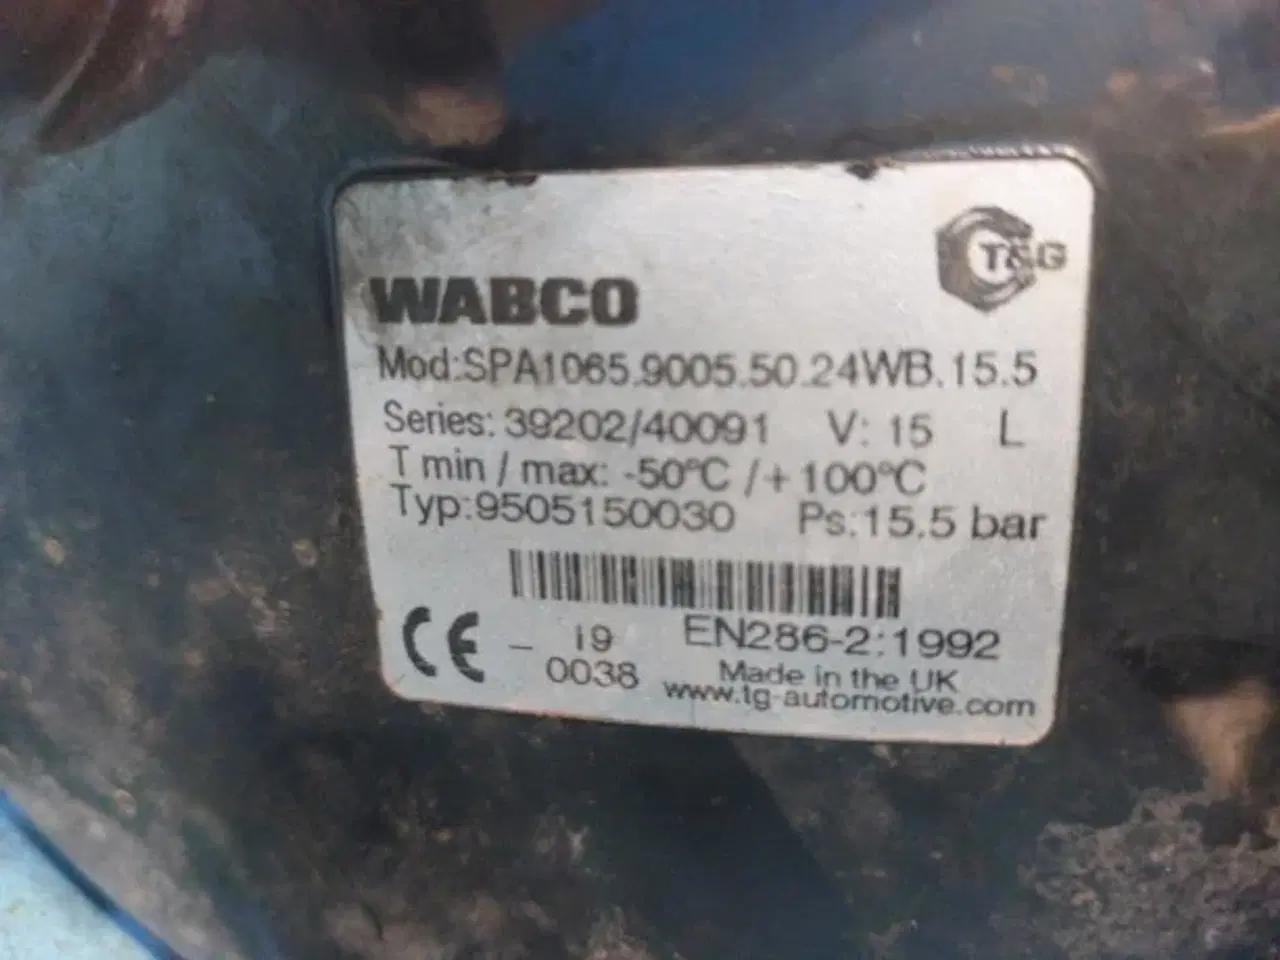 T&G
WABCO
Mod:SPA1065.9005.50.24WB.15.5
Series: 39202/40091 V: 15 L
T min / max: -50°C / + 100°C
Typ:9505150030 Ps:15.5 bar
CE - 19 EN286-2:1992
0038 Made in the UK
www.tg-automotive.com